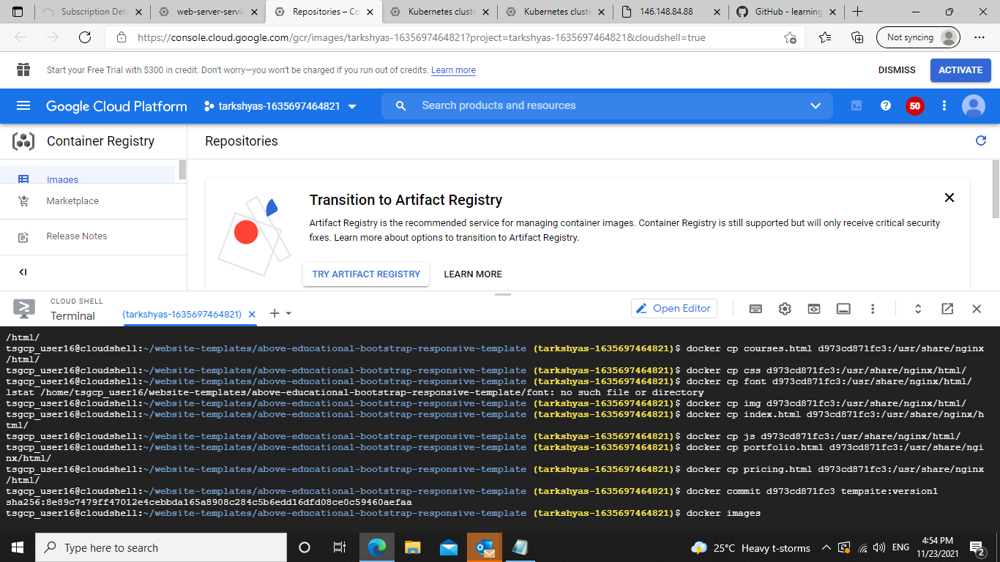 Subscription Deta
web-server-servic
Repositories – Co
Kubernetes cluste
Kubernetes cluste
146.148.84.88
GitHub - learning
https://console.cloud.google.com/gcr/images/tarkshyas-1635697464821?project=tarkshyas-1635697464821&cloudshell=true
Not syncing
Start your Free Trial with $300 in credit. Don't worry—you won't be charged if you run out of credits. Learn more
DISMISS
ACTIVATE
Google Cloud Platform
tarkshyas-1635697464821
Search products and resources
50
Container Registry
Repositories
Images
Marketplace
Release Notes
Transition to Artifact Registry
Artifact Registry is the recommended service for managing container images. Container Registry is still supported but will only receive critical security
fixes. Learn more about options to transition to Artifact Registry.
TRY ARTIFACT REGISTRY
LEARN MORE
CLOUD SHELL
Terminal
(tarkshyas-1635697464821)
Open Editor
/html/
tsgcp_user16@cloudshell:~/website-templates/above-educational-bootstrap-responsive-template (tarkshyas-1635697464821)$ docker cp courses.html d973cd871fc3:/usr/share/nginx
/html/
tsgcp_user16@cloudshell:~/website-templates/above-educational-bootstrap-responsive-template (tarkshyas-1635697464821)$ docker cp css d973cd871fc3:/usr/share/nginx/html/
tsgcp_user16@cloudshell:~/website-templates/above-educational-bootstrap-responsive-template (tarkshyas-1635697464821)$ docker cp font d973cd871fc3:/usr/share/nginx/html/
lstat /home/tsgcp_user16/website-templates/above-educational-bootstrap-responsive-template/font: no such file or directory
tsgcp_user16@cloudshell:~/website-templates/above-educational-bootstrap-responsive-template (tarkshyas-1635697464821)$ docker cp img d973cd871fc3:/usr/share/nginx/html/
tsgcp_user16@cloudshell:~/website-templates/above-educational-bootstrap-responsive-template (tarkshyas-1635697464821)$ docker cp index.html d973cd871fc3:/usr/share/nginx/h
tml/
tsgcp_user16@cloudshell:~/website-templates/above-educational-bootstrap-responsive-template (tarkshyas-1635697464821)$ docker cp js d973cd871fc3:/usr/share/nginx/html/
tsgcp_user16@cloudshell:~/website-templates/above-educational-bootstrap-responsive-template (tarkshyas-1635697464821)$ docker cp portfolio.html d973cd871fc3:/usr/share/ngi
nx/html/
tsgcp_user16@cloudshell:~/website-templates/above-educational-bootstrap-responsive-template (tarkshyas-1635697464821)$ docker cp pricing.html d973cd871fc3:/usr/share/nginx
/html/
tsgcp_user16@cloudshell:~/website-templates/above-educational-bootstrap-responsive-template (tarkshyas-1635697464821)$ docker commit d973cd871fc3 tempsite:version1
sha256:8e89c7479ff47012e4cebbda165a8908c284c5b6edd16dfd08ce0c59460aefaa
tsgcp_user16@cloudshell:~/website-templates/above-educational-bootstrap-responsive-template (tarkshyas-1635697464821)$ docker images
Type here to search
25°C Heavy t-storms
ENG
4:54 PM
11/23/2021
2